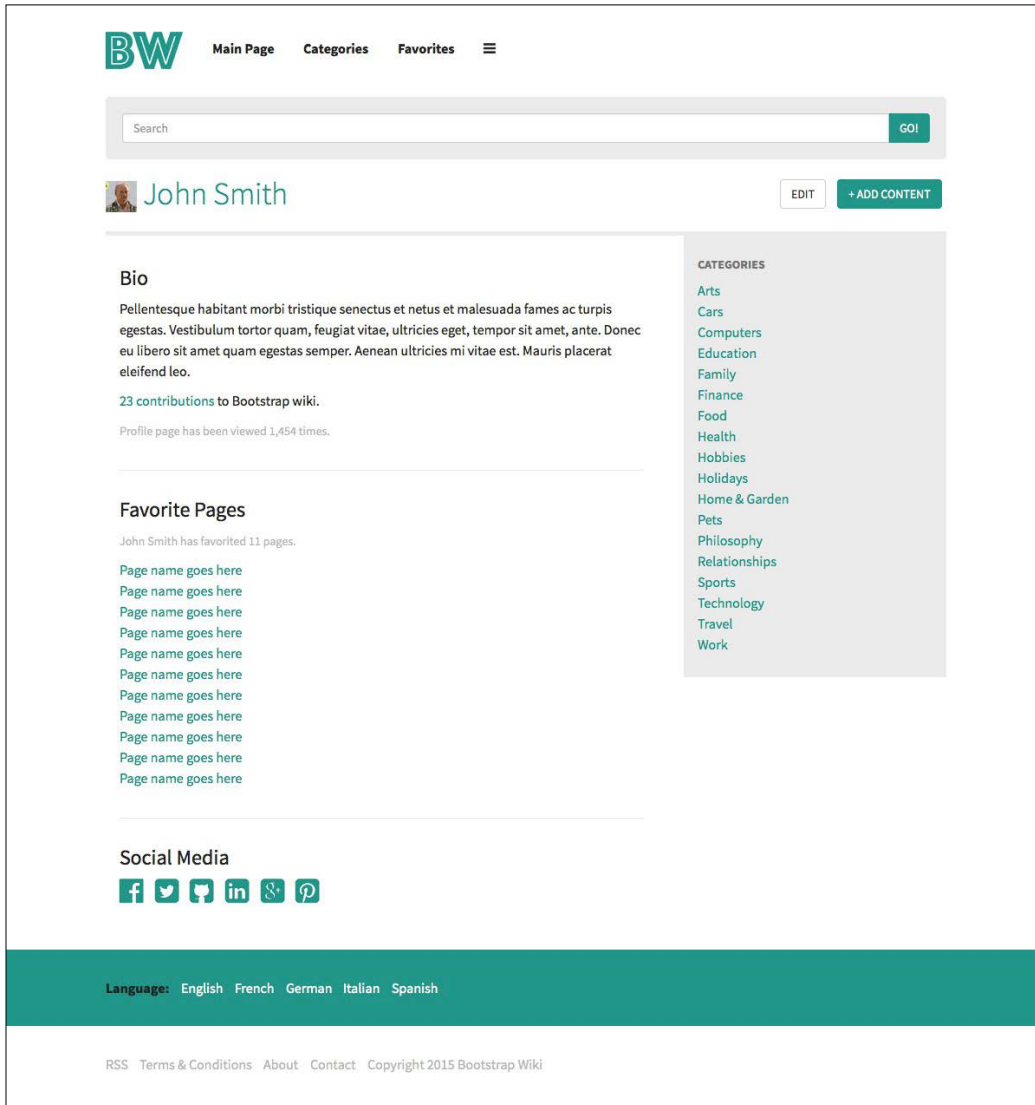 BW Main Page Categories Favorites
Search GO!
John Smith EDIT + ADD CONTENT
Bio
Pellentesque habitant morbi tristique senectus et netus et malesuada fames ac turpis
egestas. Vestibulum tortor quam, feugiat vitae, ultricies eget, tempor sit amet, ante. Donec
eu libero sit amet quam egestas semper. Aenean ultricies mi vitae est. Mauris placerat
eleifend leo.
23 contributions to Bootstrap wiki.
Profile page has been viewed 1,454 times.
Favorite Pages
John Smith has favorited 11 pages.
Page name goes here
Page name goes here
Page name goes here
Page name goes here
Page name goes here
Page name goes here
Page name goes here
Page name goes here
Page name goes here
Page name goes here
Page name goes here
Social Media
f in g+ p
CATEGORIES
Arts
Cars
Computers
Education
Family
Finance
Food
Health
Hobbies
Holidays
Home & Garden
Pets
Philosophy
Relationships
Sports
Technology
Travel
Work
Language: English French German Italian Spanish
RSS Terms & Conditions About Contact Copyright 2015 Bootstrap Wiki